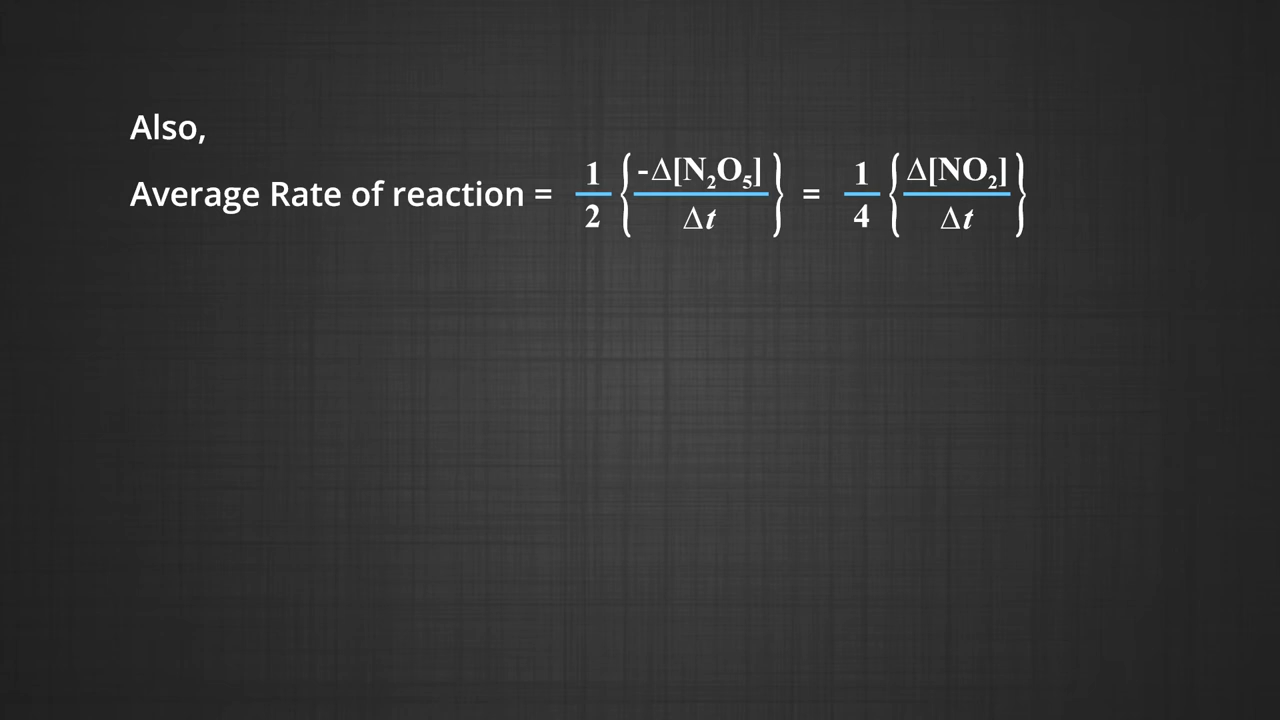 Also,
Average Rate of reaction = 1/2 {-Δ[N₂O₅]/Δt} = 1/4 {Δ[NO₂]/Δt}